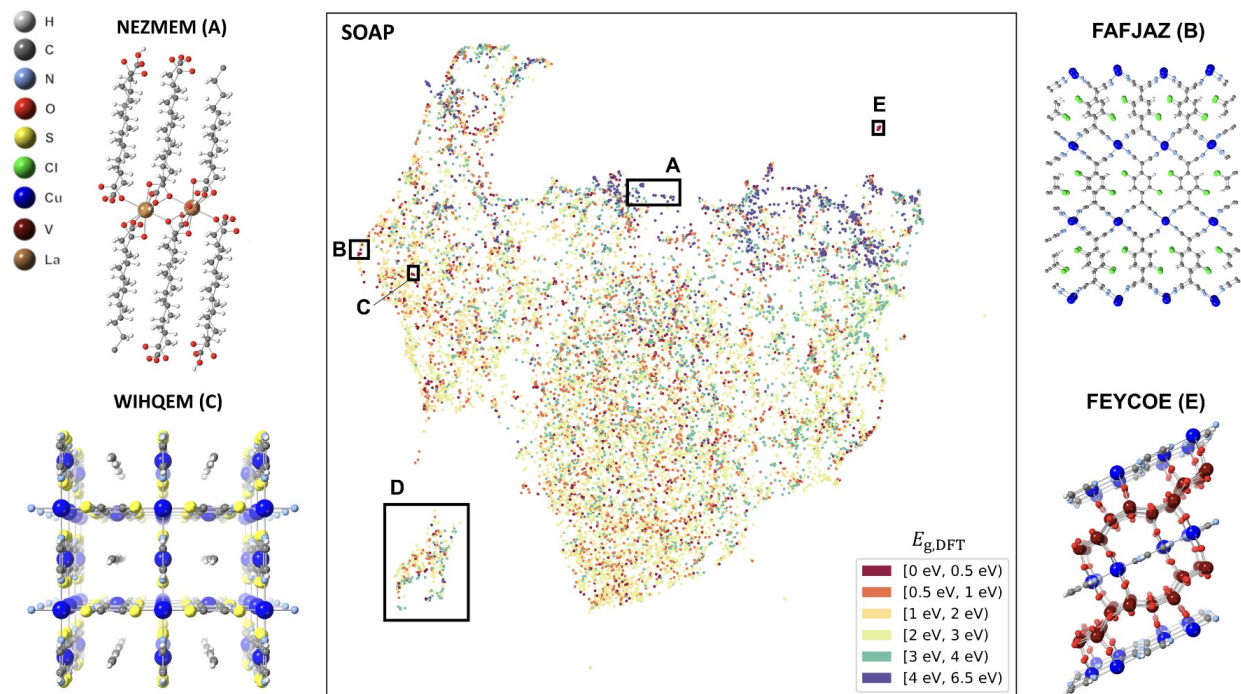 H
C
N
O
S
Cl
Cu
V
La
NEZMEM (A)
WIHQEM (C)
SOAP
A
B
C
D
E
E_g,DFT
[0 eV, 0.5 eV)
[0.5 eV, 1 eV)
[1 eV, 2 eV)
[2 eV, 3 eV)
[3 eV, 4 eV)
[4 eV, 6.5 eV)
FAFJAZ (B)
FEYCOE (E)